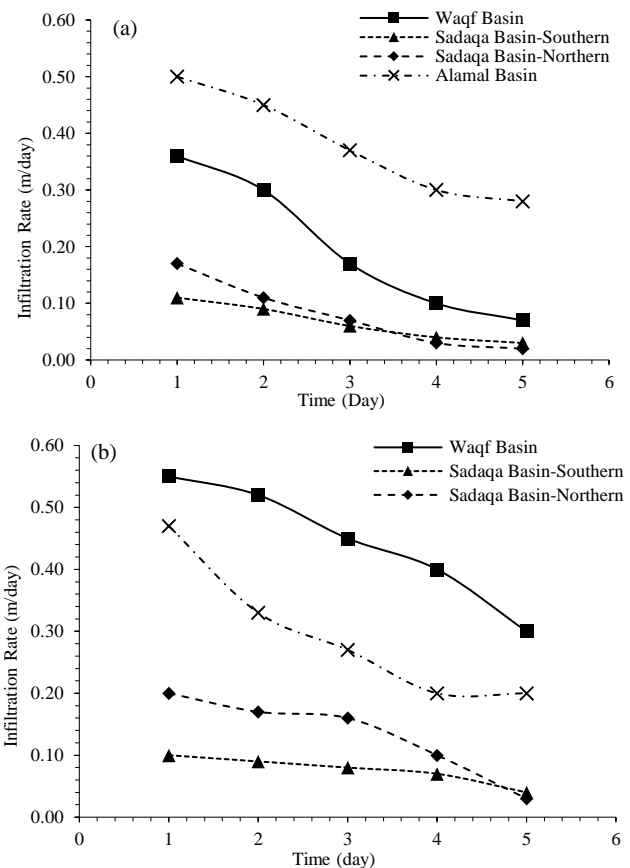 (a)
Waqf Basin
Sadaqa Basin-Southern
Sadaqa Basin-Northern
Alamal Basin
Infiltration Rate (m/day)
0.60
0.50
0.40
0.30
0.20
0.10
0.00
0 1 2 3 4 5 6
Time (Day)
(b)
Waqf Basin
Sadaqa Basin-Southern
Sadaqa Basin-Northern
Infiltration Rate (m/day)
0.60
0.50
0.40
0.30
0.20
0.10
0.00
0 1 2 3 4 5 6
Time (day)